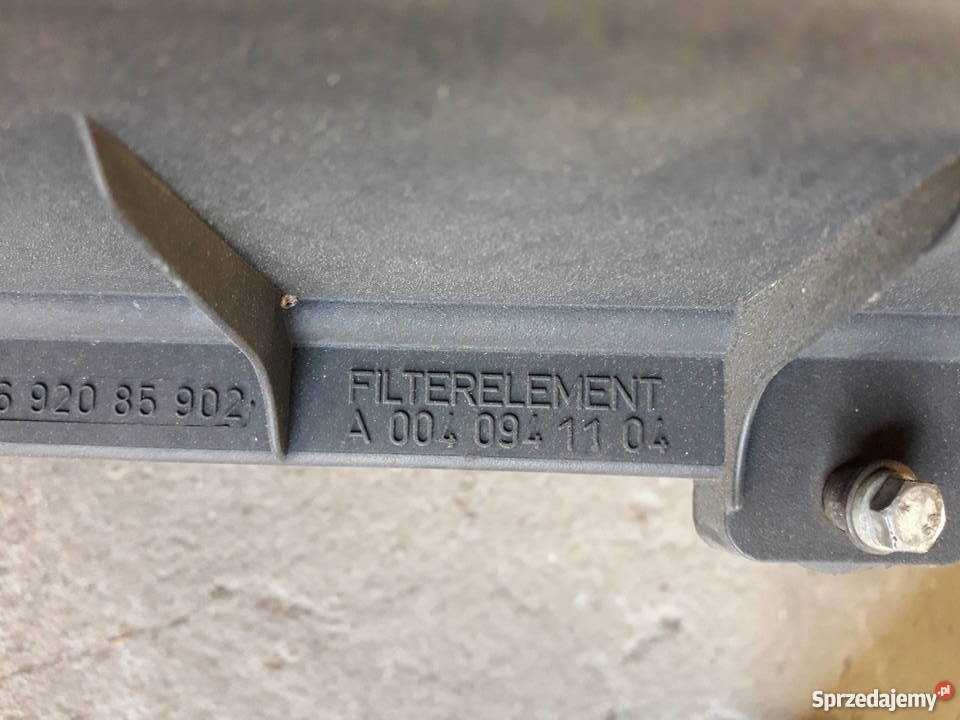 6 920 85 902
FILTERELEMENT
A 004 094 11 04
Sprzedajemy.pl